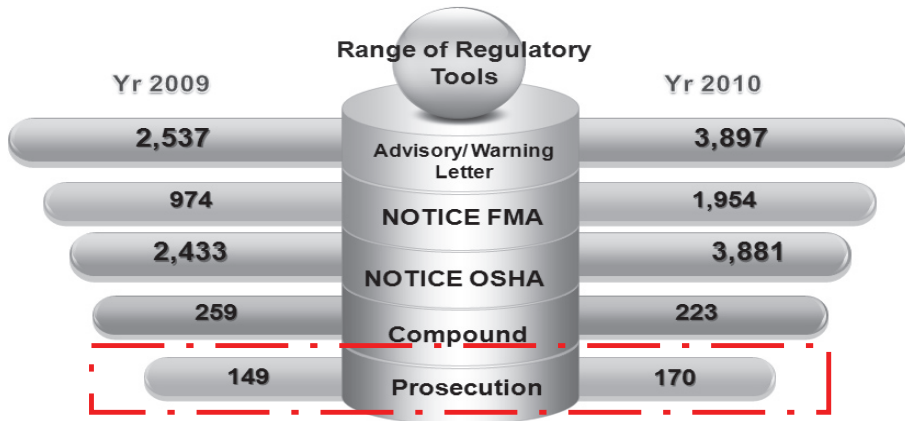 Range of Regulatory
Tools
Yr 2009
Yr 2010
2,537
Advisory/Warning
Letter
3,897
974
NOTICE FMA
1,954
2,433
NOTICE OSHA
3,881
259
Compound
223
149
Prosecution
170